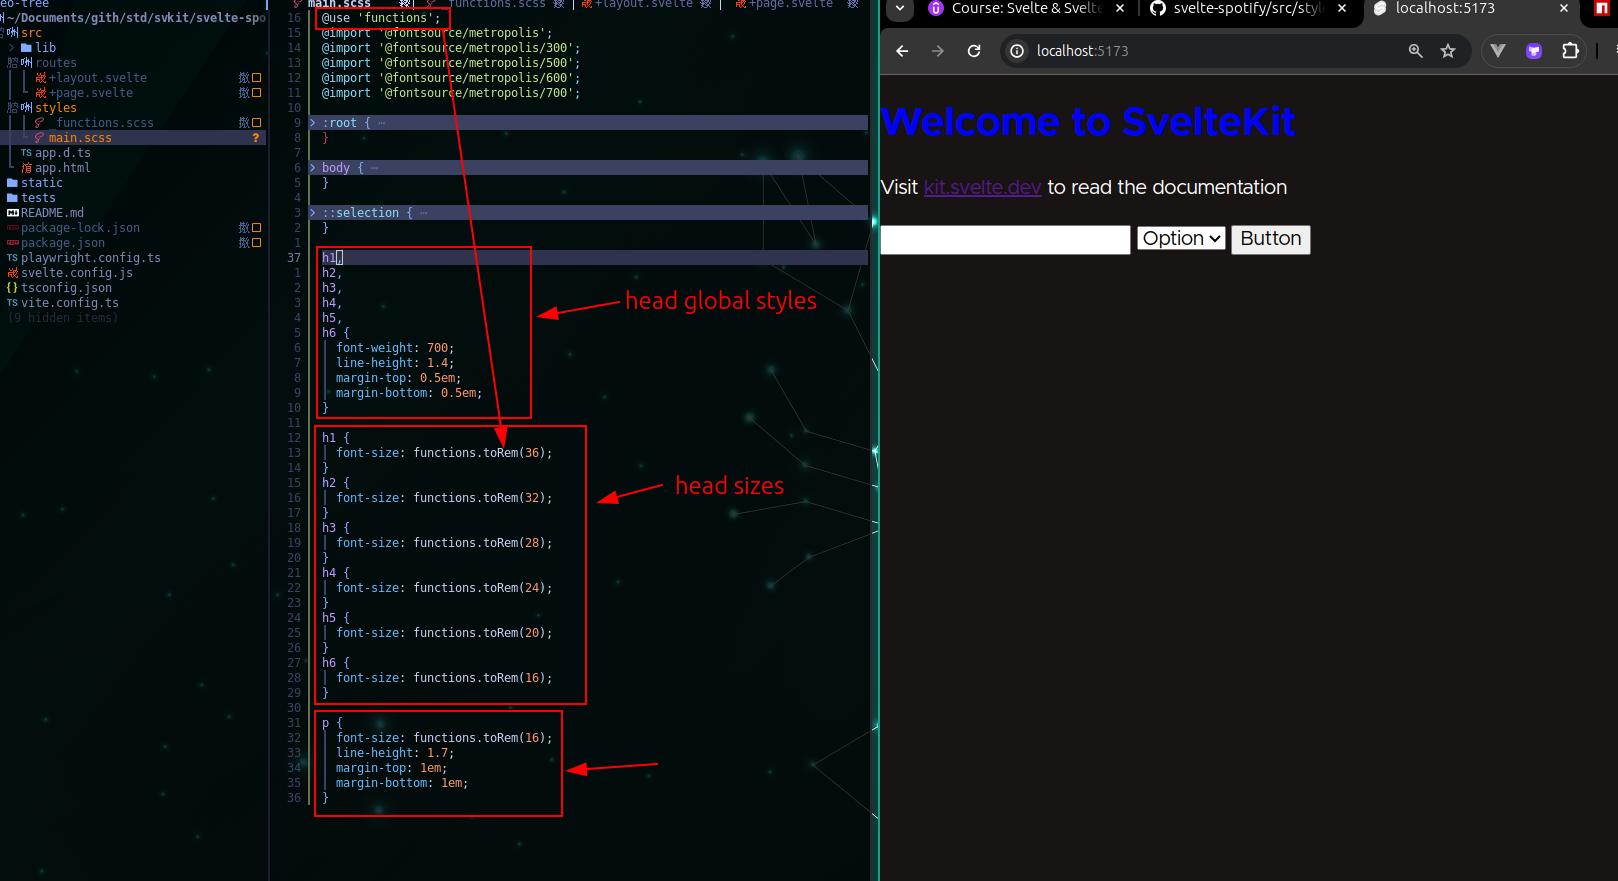 eo-tree
~/Documents/gith/std/svkit/svelte-spo
src
lib
routes
+layout.svelte
+page.svelte
styles
_functions.scss
main.scss ?
TS app.d.ts
app.html
static
tests
README.md
package-lock.json
package.json
TS playwright.config.ts
svelte.config.js
{} tsconfig.json
TS vite.config.ts
(9 hidden items)
main.scss functions.scss +layout.svelte +page.svelte
16 @use 'functions';
15 @import '@fontsource/metropolis';
14 @import '@fontsource/metropolis/300';
13 @import '@fontsource/metropolis/500';
12 @import '@fontsource/metropolis/600';
11 @import '@fontsource/metropolis/700';
10
9 > :root { ⋯
8 }
7
6 > body { ⋯
5 }
4
3 > ::selection { ⋯
2 }
1
37 h1,
1 h2,
2 h3,
3 h4,
4 h5,
5 h6 {
6 font-weight: 700;
7 line-height: 1.4;
8 margin-top: 0.5em;
9 margin-bottom: 0.5em;
10 }
11
12 h1 {
13 font-size: functions.toRem(36);
14 }
15 h2 {
16 font-size: functions.toRem(32);
17 }
18 h3 {
19 font-size: functions.toRem(28);
20 }
21 h4 {
22 font-size: functions.toRem(24);
23 }
24 h5 {
25 font-size: functions.toRem(20);
26 }
27 h6 {
28 font-size: functions.toRem(16);
29 }
30
31 p {
32 font-size: functions.toRem(16);
33 line-height: 1.7;
34 margin-top: 1em;
35 margin-bottom: 1em;
36 }
head global styles
head sizes
Course: Svelte & Svelte
svelte-spotify/src/style
localhost:5173
localhost:5173
Welcome to SvelteKit
Visit kit.svelte.dev to read the documentation
Option
Button